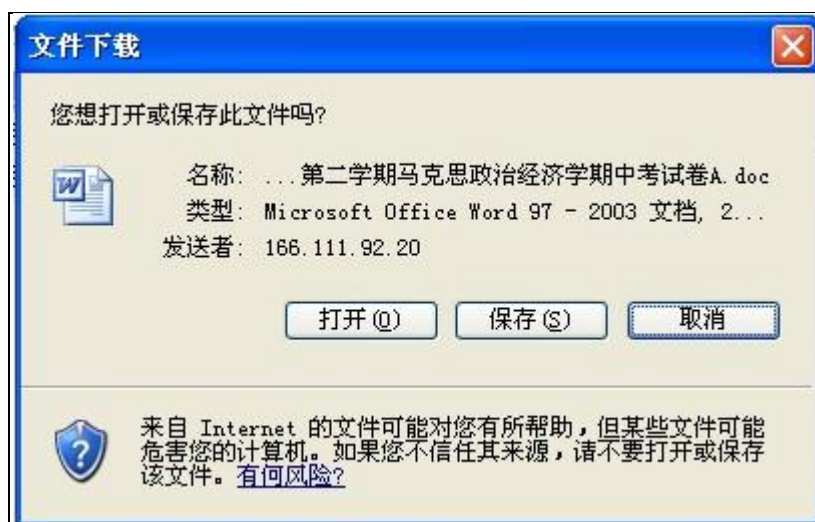 文件下载
您想打开或保存此文件吗?
名称: ...第二学期马克思政治经济学期中考试卷A.doc
类型: Microsoft Office Word 97 - 2003 文档, 2...
发送者: 166.111.92.20
打开(O) 保存(S) 取消
来自 Internet 的文件可能对您有所帮助，但某些文件可能
危害您的计算机。如果您不信任其来源，请不要打开或保存
该文件。有何风险?